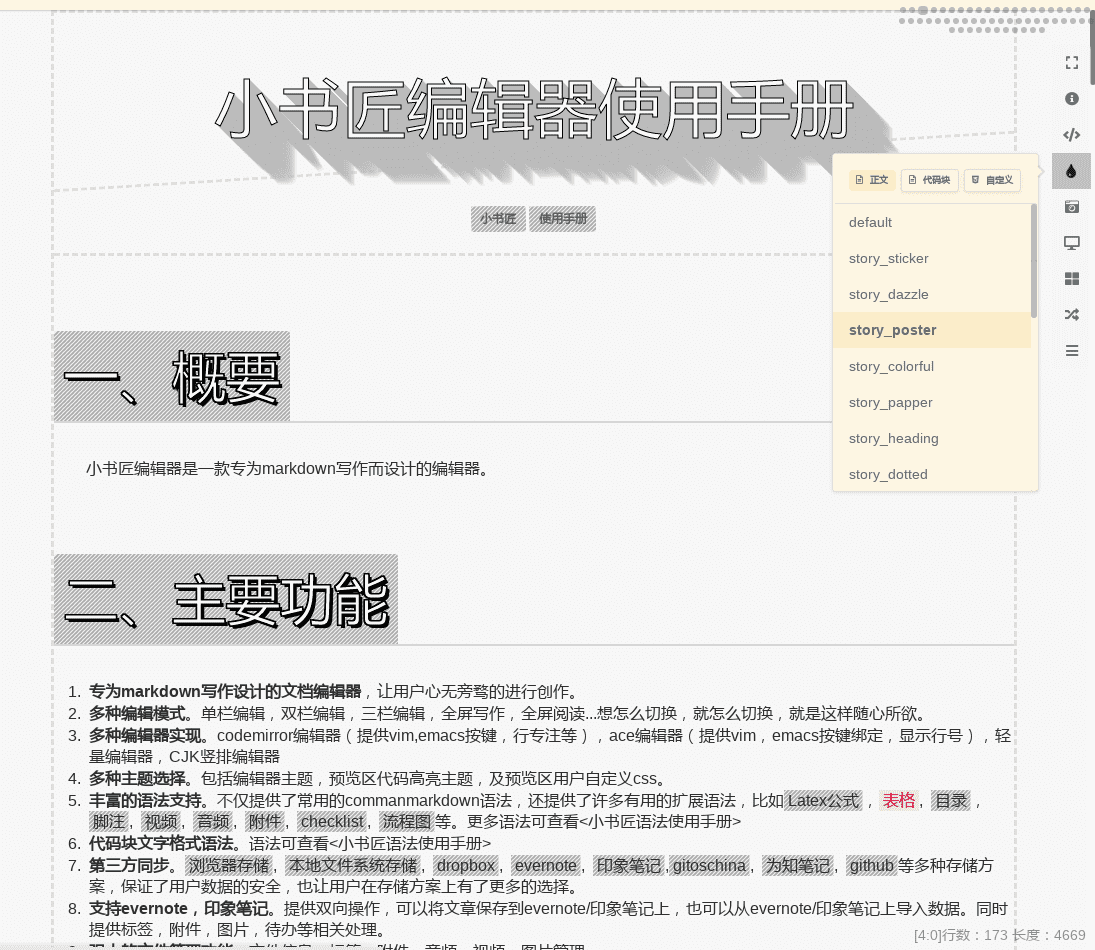 小书匠编辑器使用手册
小书匠 使用手册
正文 代码块 自定义
default
story_sticker
story_dazzle
story_poster
story_colorful
story_papper
story_heading
story_dotted
一、概要
小书匠编辑器是一款专为markdown写作而设计的编辑器。
二、主要功能
1. 专为markdown写作设计的文档编辑器，让用户心无旁骛的进行创作。
2. 多种编辑模式。单栏编辑，双栏编辑，三栏编辑，全屏写作，全屏阅读...想怎么切换，就怎么切换，就是这样随心所欲。
3. 多种编辑器实现。codemirror编辑器（提供vim,emacs按键，行专注等），ace编辑器（提供vim，emacs按键绑定，显示行号），轻
量编辑器，CJK竖排编辑器
4. 多种主题选择。包括编辑器主题，预览区代码高亮主题，及预览区用户自定义css。
5. 丰富的语法支持。不仅提供了常用的commanmarkdown语法，还提供了许多有用的扩展语法，比如Latex公式，表格，目录，
脚注，视频，音频，附件，checklist，流程图等。更多语法可查看<小书匠语法使用手册>
6. 代码块文字格式语法。语法可查看<小书匠语法使用手册>
7. 第三方同步。浏览器存储，本地文件系统存储，dropbox，evernote，印象笔记,gitoschina，为知笔记，github等多种存储方
案，保证了用户数据的安全，也让用户在存储方案上有了更多的选择。
8. 支持evernote，印象笔记。提供双向操作，可以将文章保存到evernote/印象笔记上，也可以从evernote/印象笔记上导入数据。同时
提供标签，附件，图片，待办等相关处理。
[4:0]行数：173 长度：4669